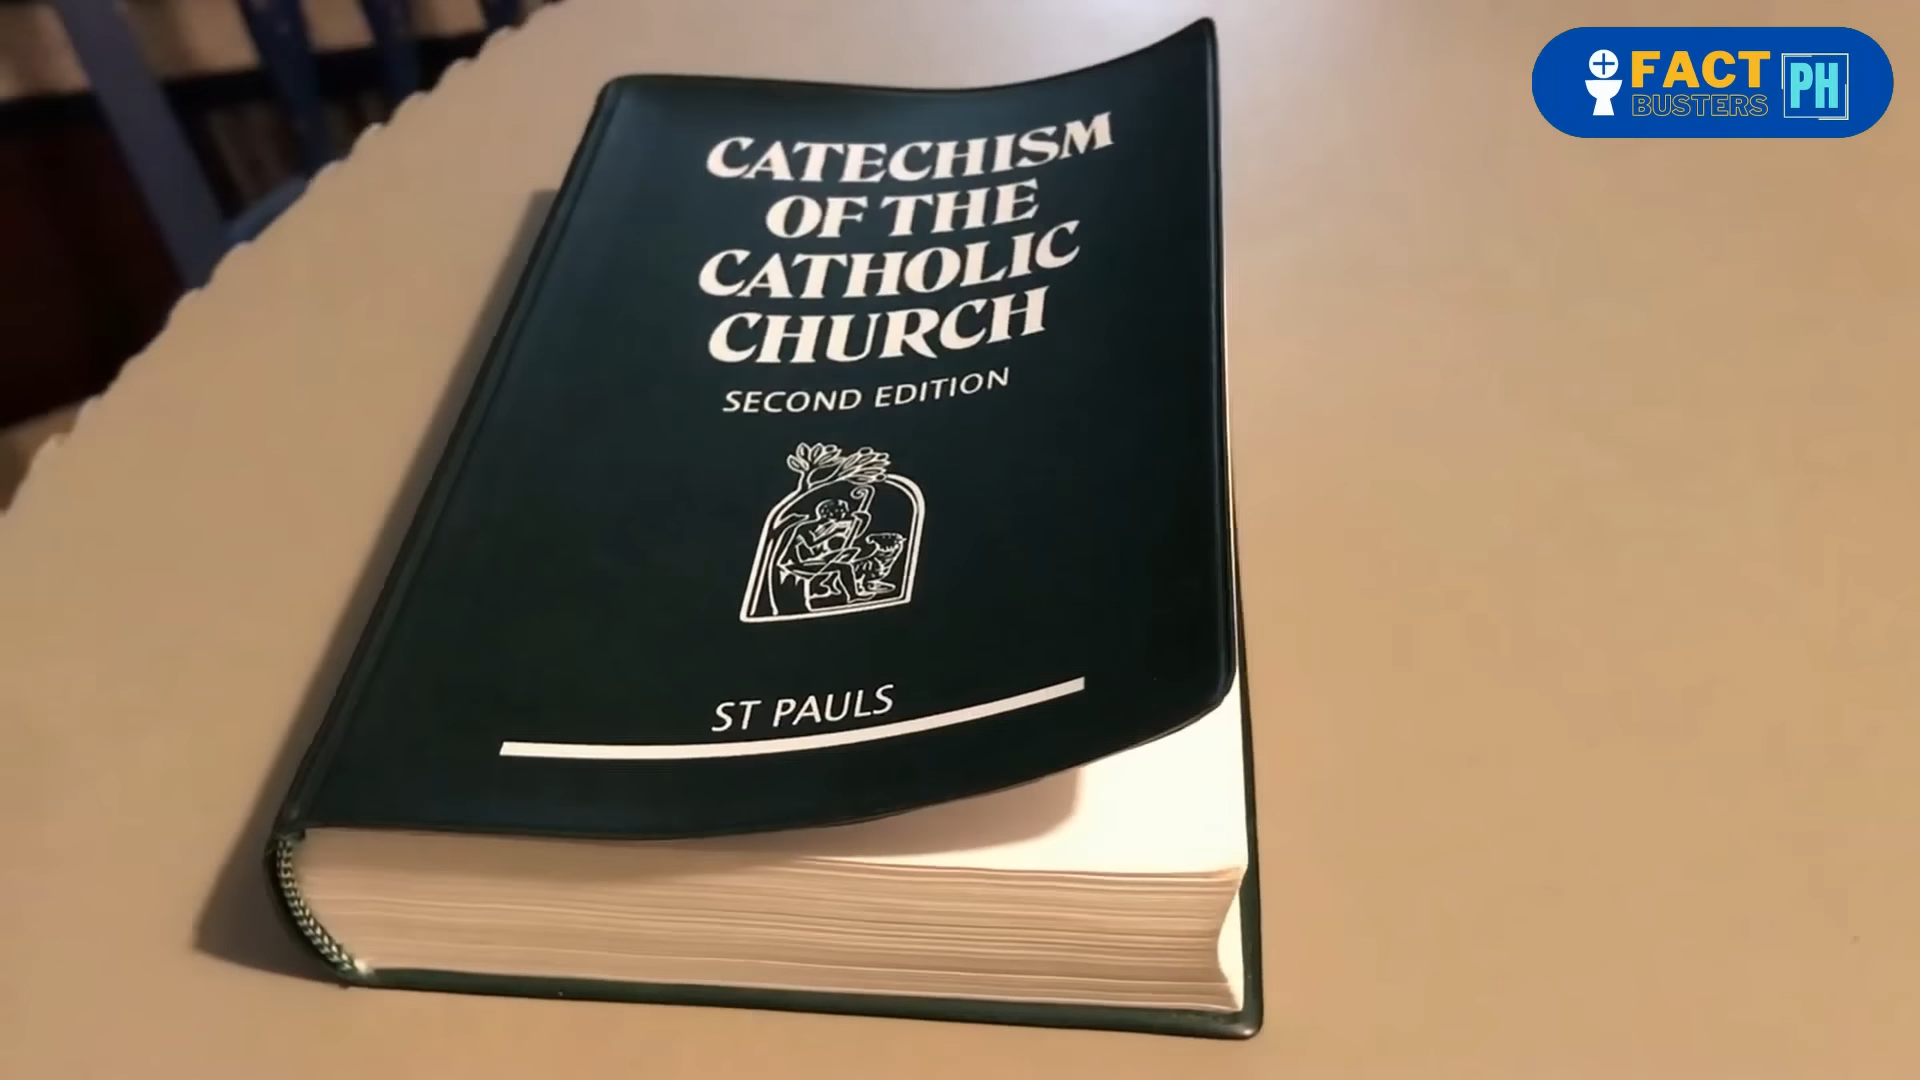 CATECHISM
OF THE
CATHOLIC
CHURCH
SECOND EDITION
ST PAULS
FACT
BUSTERS
PH